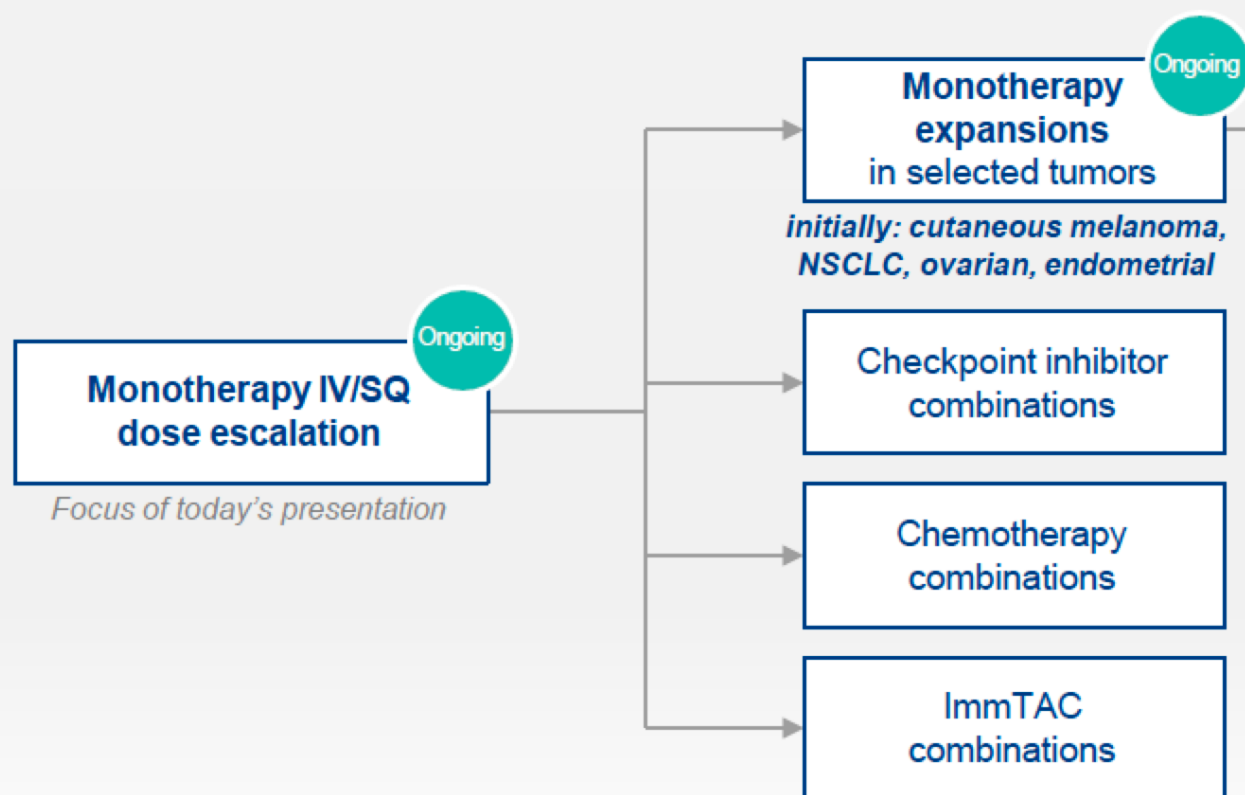 Ongoing
Monotherapy
expansions
in selected tumors
initially: cutaneous melanoma,
NSCLC, ovarian, endometrial
Ongoing
Monotherapy IV/SQ
dose escalation
Focus of today's presentation
Checkpoint inhibitor
combinations
Chemotherapy
combinations
ImmTAC
combinations